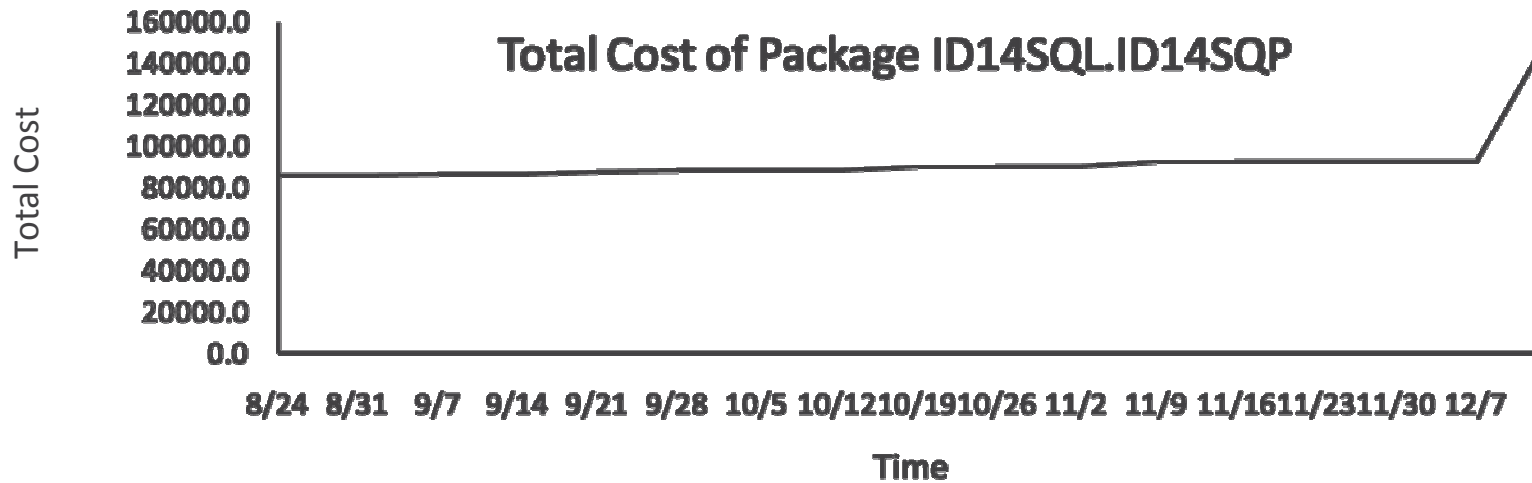 Total Cost of Package ID14SQL.ID14SQP
Total Cost
160000.0
140000.0
120000.0
100000.0
80000.0
60000.0
40000.0
20000.0
0.0
8/24 8/31 9/7 9/14 9/21 9/28 10/5 10/12 10/19 10/26 11/2 11/9 11/16 11/23 11/30 12/7
Time